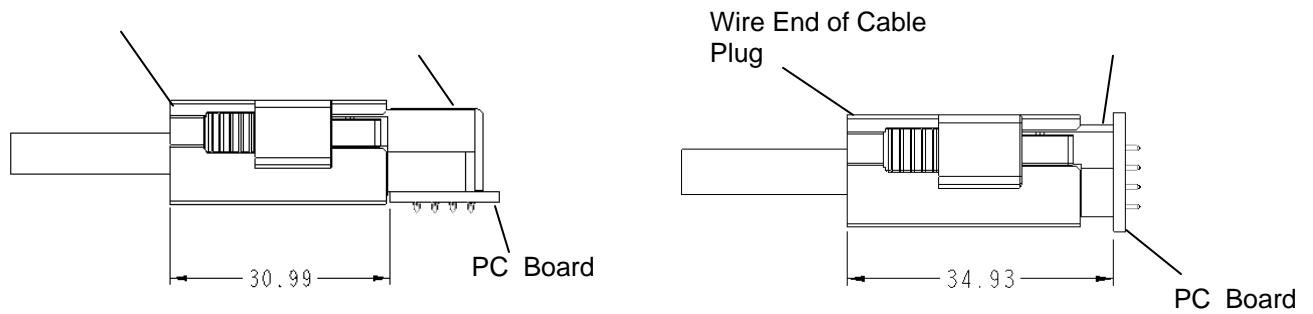 Wire End of Cable
Plug
30.99
PC Board
34.93
PC Board